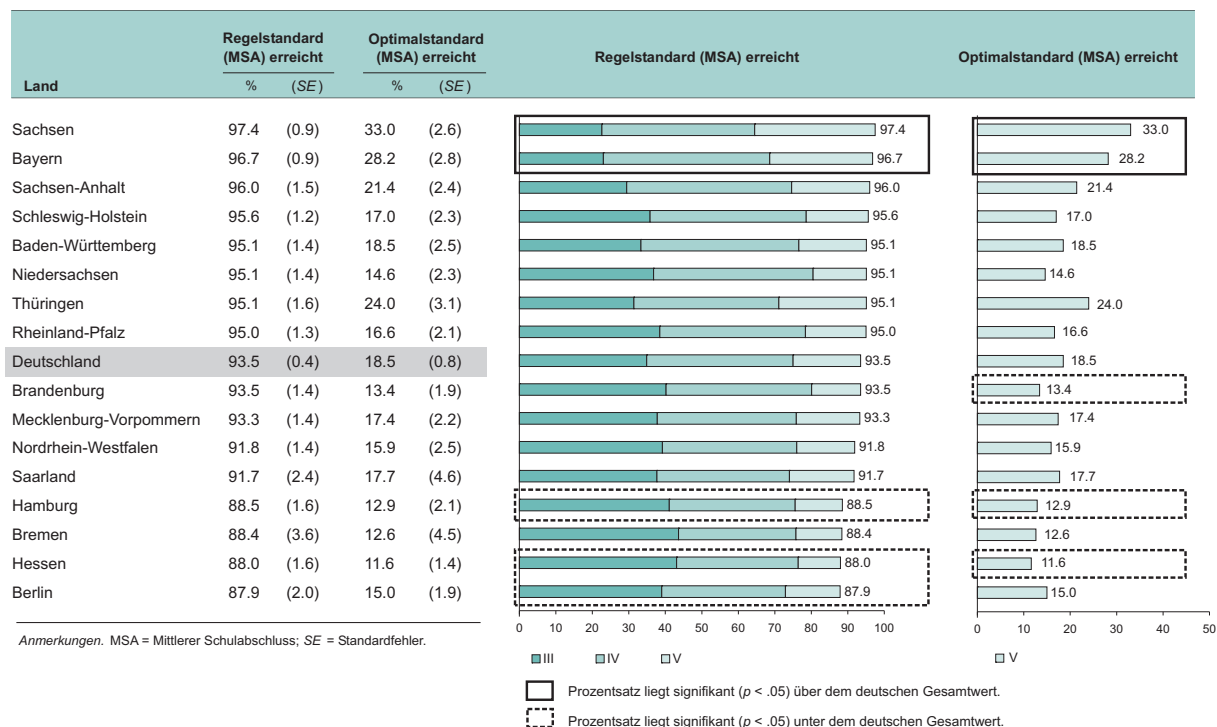 Regelstandard Optimalstandard
(MSA) erreicht (MSA) erreicht Regelstandard (MSA) erreicht Optimalstandard (MSA) erreicht
Land % (SE) % (SE)
Sachsen 97.4 (0.9) 33.0 (2.6) 97.4 33.0
Bayern 96.7 (0.9) 28.2 (2.8) 96.7 28.2
Sachsen-Anhalt 96.0 (1.5) 21.4 (2.4) 96.0 21.4
Schleswig-Holstein 95.6 (1.2) 17.0 (2.3) 95.6 17.0
Baden-Württemberg 95.1 (1.4) 18.5 (2.5) 95.1 18.5
Niedersachsen 95.1 (1.4) 14.6 (2.3) 95.1 14.6
Thüringen 95.1 (1.6) 24.0 (3.1) 95.1 24.0
Rheinland-Pfalz 95.0 (1.3) 16.6 (2.1) 95.0 16.6
Deutschland 93.5 (0.4) 18.5 (0.8) 93.5 18.5
Brandenburg 93.5 (1.4) 13.4 (1.9) 93.5 13.4
Mecklenburg-Vorpommern 93.3 (1.4) 17.4 (2.2) 93.3 17.4
Nordrhein-Westfalen 91.8 (1.4) 15.9 (2.5) 91.8 15.9
Saarland 91.7 (2.4) 17.7 (4.6) 91.7 17.7
Hamburg 88.5 (1.6) 12.9 (2.1) 88.5 12.9
Bremen 88.4 (3.6) 12.6 (4.5) 88.4 12.6
Hessen 88.0 (1.6) 11.6 (1.4) 88.0 11.6
Berlin 87.9 (2.0) 15.0 (1.9) 87.9 15.0
0 10 20 30 40 50 60 70 80 90 100 0 10 20 30 40 50
Anmerkungen. MSA = Mittlerer Schulabschluss; SE = Standardfehler.
III IV V V
Prozentsatz liegt signifikant (p < .05) über dem deutschen Gesamtwert.
Prozentsatz liegt signifikant (p < .05) unter dem deutschen Gesamtwert.